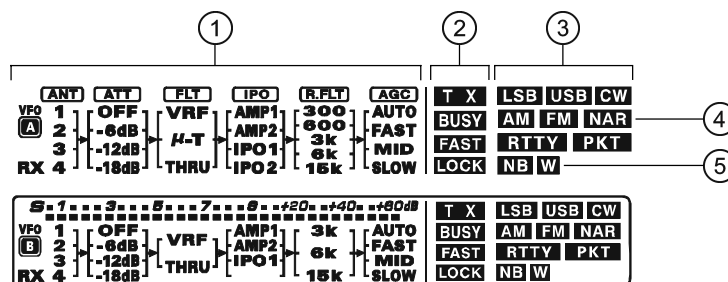 1 2 3
ANT ATT FLT IPO R.FLT AGC
VFO A 1 OFF VRF AMP1 300 AUTO T X LSB USB CW
2 -6dB μ-T AMP2 600 FAST BUSY AM FM NAR 4
3 -12dB IPO1 3k MID FAST RTTY PKT
RX 4 -18dB THRU IPO2 6k SLOW LOCK NB W 5
15k
S 1 3 5 7 9 +20 +40 +60dB T X LSB USB CW
VFO B 1 OFF VRF AMP1 3k AUTO BUSY AM FM NAR
2 -6dB AMP2 6k FAST FAST RTTY PKT
3 -12dB THRU IPO1 MID
RX 4 -18dB 15k SLOW LOCK NB W